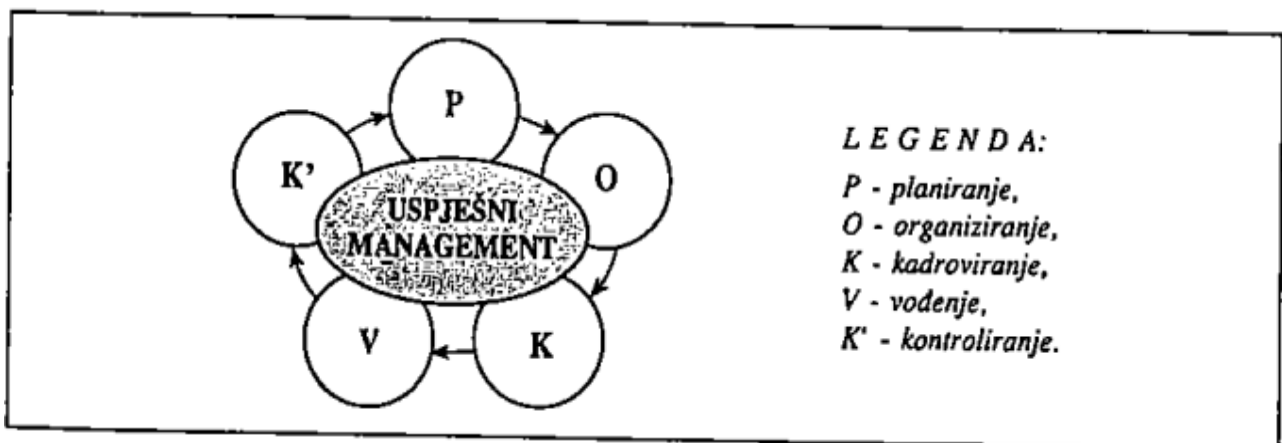 P
K'
O
USPJEŠNI
MANAGEMENT
V
K
LEGENDA:
P - planiranje,
O - organiziranje,
K - kadroviranje,
V - vođenje,
K' - kontroliranje.